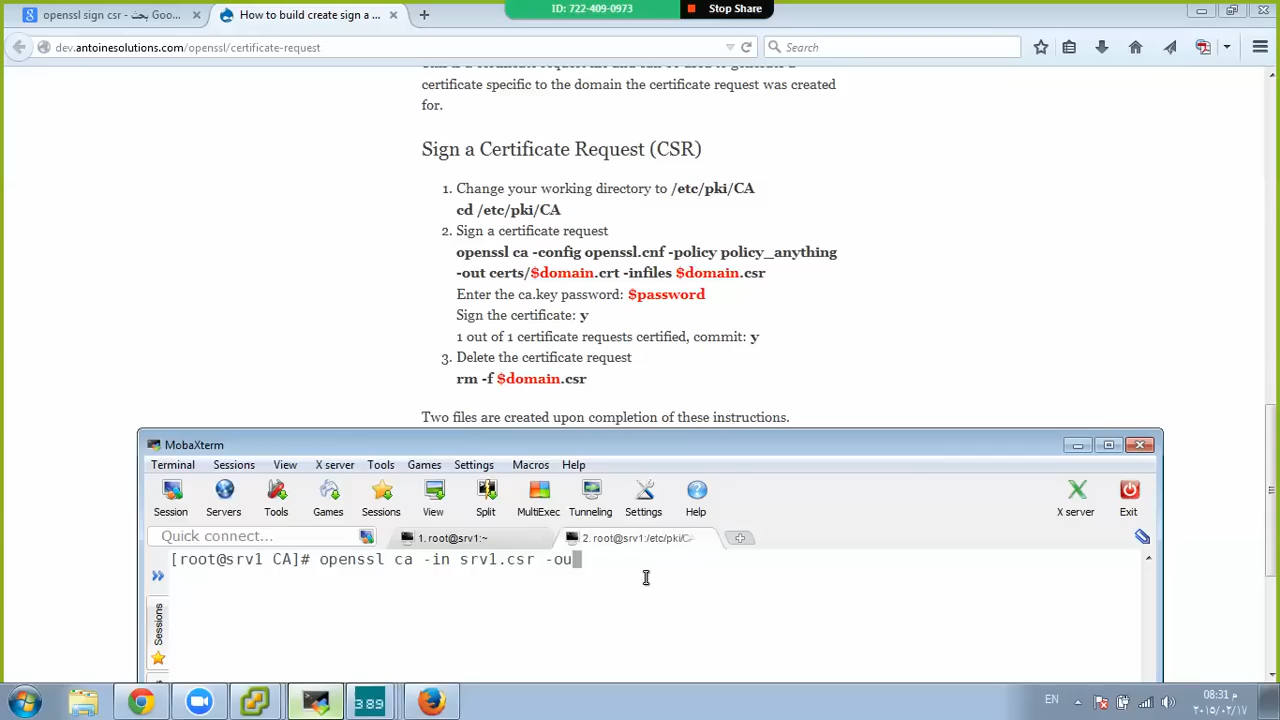 ID: 722-409-0973
Stop Share
openssl sign csr - بحث Goo...
How to build create sign a ...
dev.antoinesolutions.com/openssl/certificate-request
Search
certificate specific to the domain the certificate request was created
for.
Sign a Certificate Request (CSR)
1. Change your working directory to /etc/pki/CA
cd /etc/pki/CA
2. Sign a certificate request
openssl ca -config openssl.cnf -policy policy_anything
-out certs/$domain.crt -infiles $domain.csr
Enter the ca.key password: $password
Sign the certificate: y
1 out of 1 certificate requests certified, commit: y
3. Delete the certificate request
rm -f $domain.csr
Two files are created upon completion of these instructions.
MobaXterm
Terminal Sessions View X server Tools Games Settings Macros Help
Session Servers Tools Games Sessions View Split MultiExec Tunneling Settings Help X server Exit
Quick connect...
1. root@srv1:~
2. root@srv1:/etc/pki/CA
[root@srv1 CA]# openssl ca -in srv1.csr -ou
Sessions
389
EN
08:31 م
٢٠١٥/٠٢/١٧